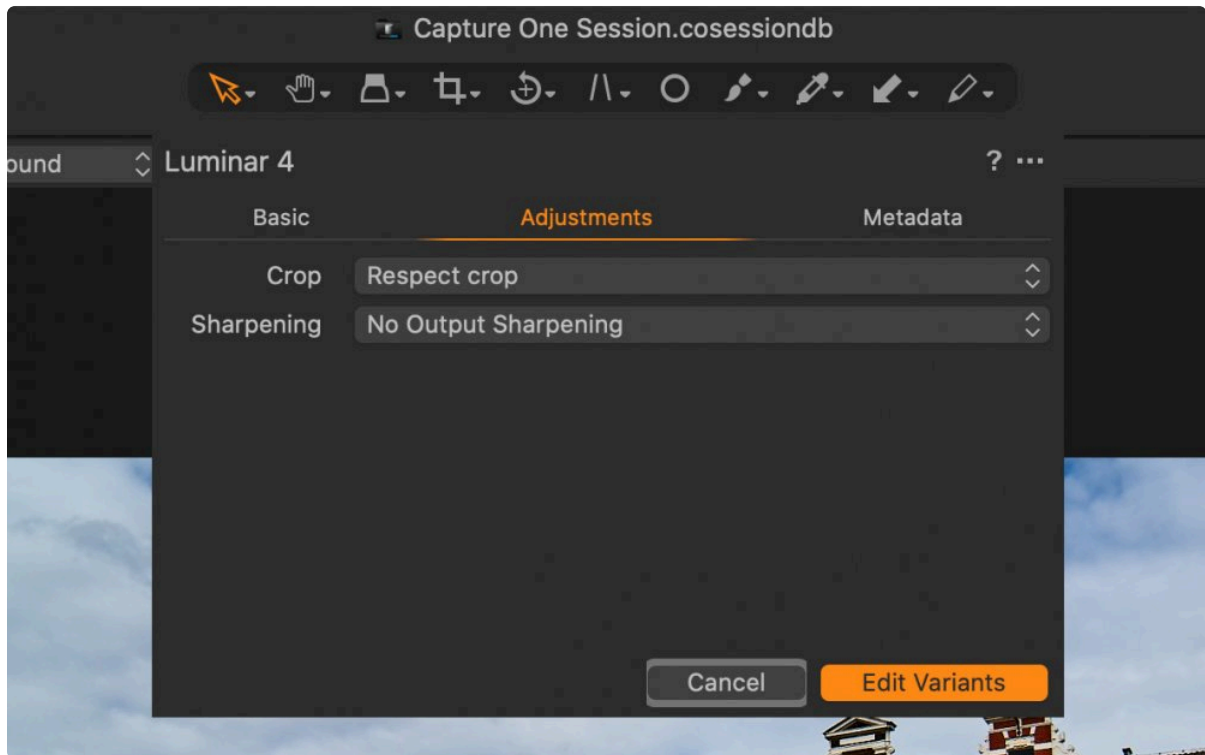 Capture One Session.cosessiondb
ound
Luminar 4
? ...
Basic Adjustments Metadata
Crop Respect crop
Sharpening No Output Sharpening
Cancel Edit Variants